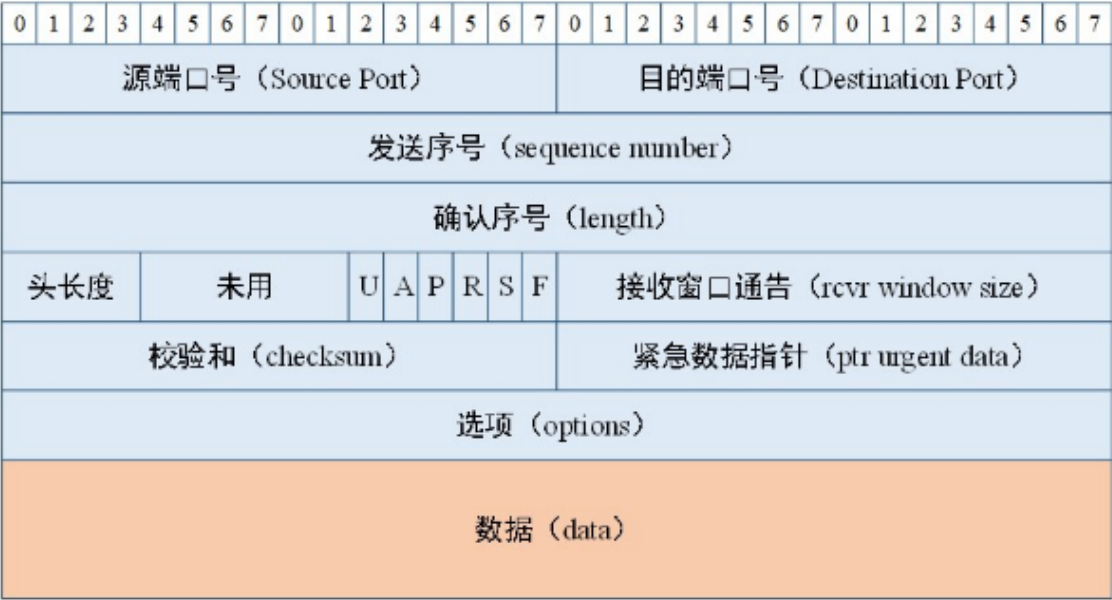 0 1 2 3 4 5 6 7 0 1 2 3 4 5 6 7 0 1 2 3 4 5 6 7 0 1 2 3 4 5 6 7
源端口号（Source Port） 目的端口号（Destination Port）
发送序号（sequence number）
确认序号（length）
头长度 未用 U A P R S F 接收窗口通告（rcvr window size）
校验和（checksum） 紧急数据指针（ptr urgent data）
选项（options）
数据（data）